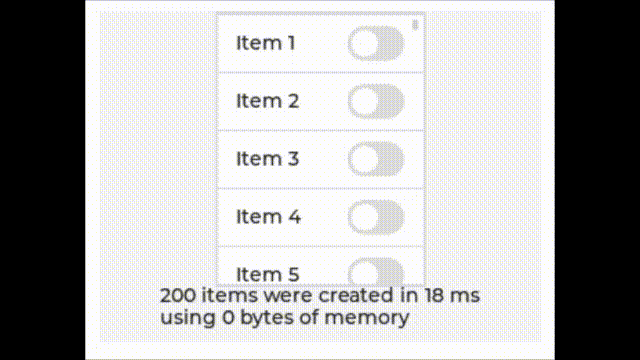 Item 1
Item 2
Item 3
Item 4
Item 5
200 items were created in 18 ms
using 0 bytes of memory